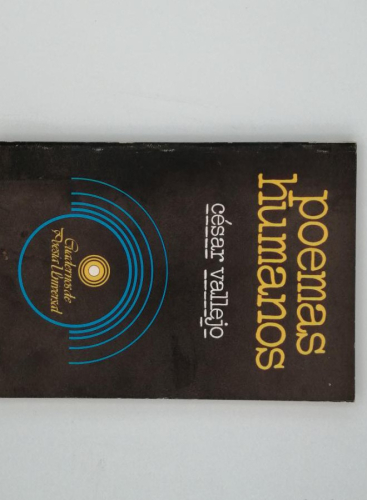 poemas
humanos
césar vallejo
Cuadernos de
Poesía Universal